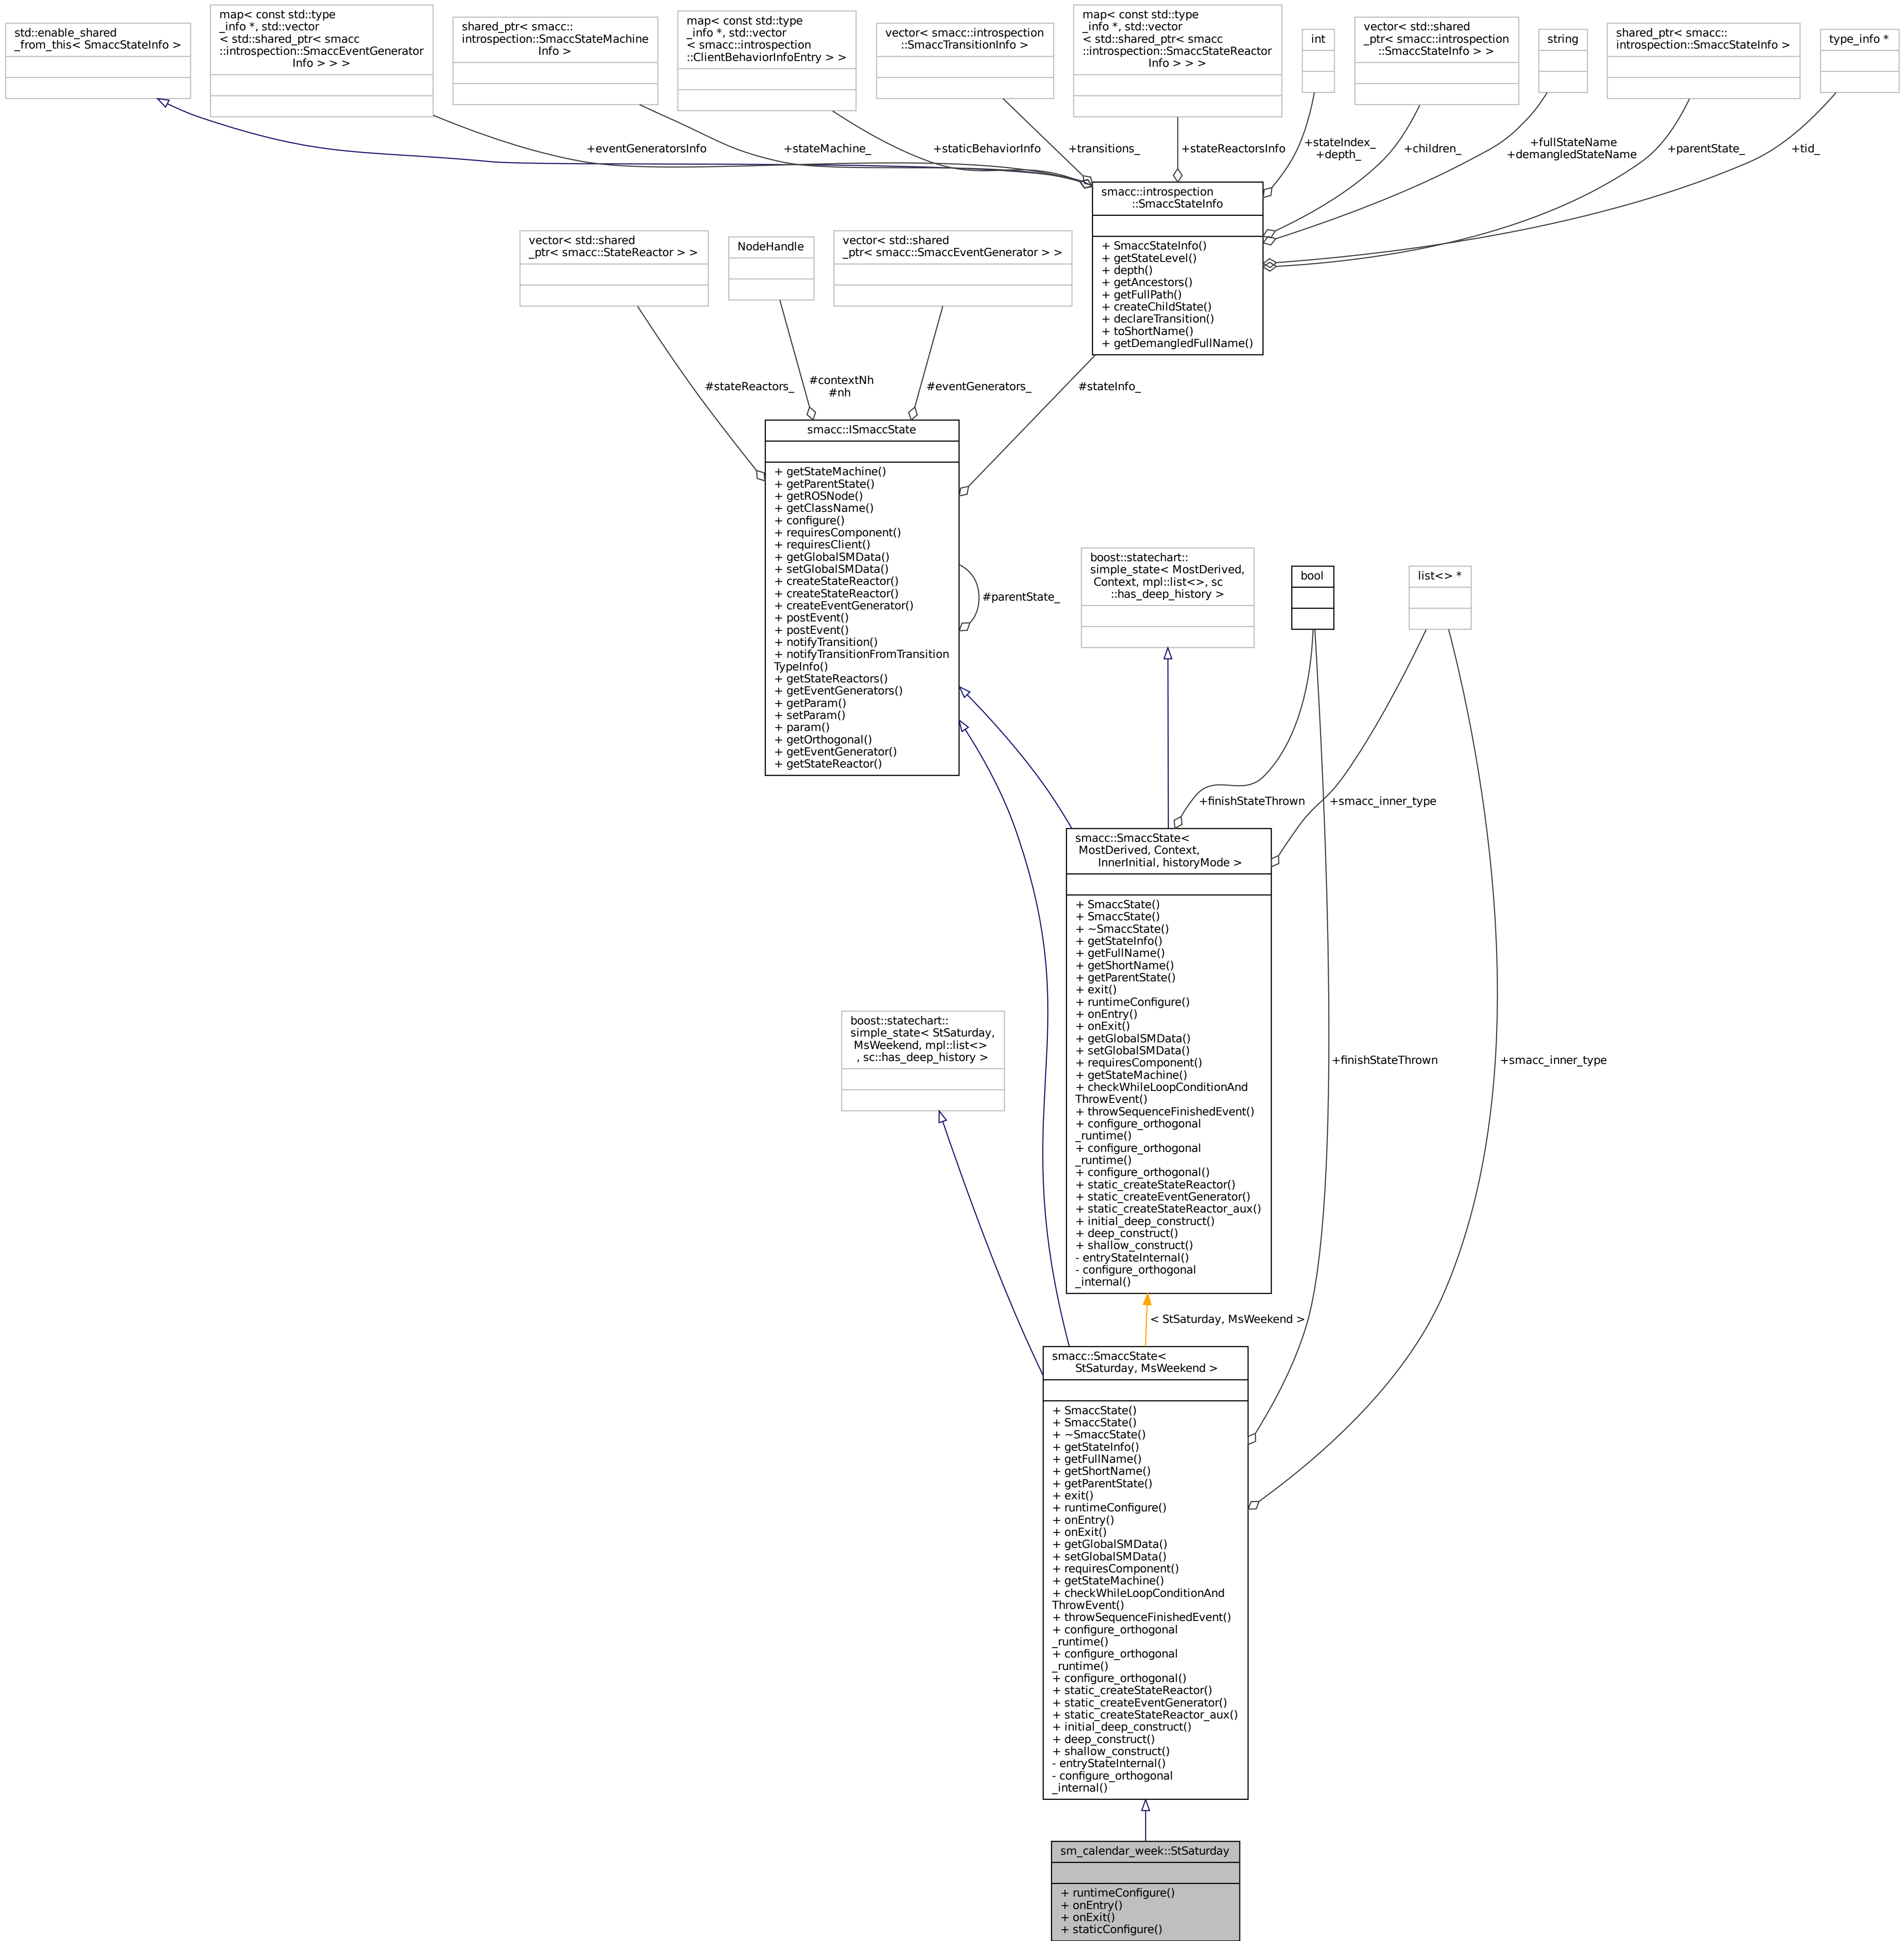 std::enable_shared
_from_this< SmaccStateInfo >
map< const std::type
_info *, std::vector
< std::shared_ptr< smacc
::introspection::SmaccEventGenerator
Info > > >
shared_ptr< smacc::
introspection::SmaccStateMachine
Info >
map< const std::type
_info *, std::vector
< smacc::introspection
::ClientBehaviorInfoEntry > >
vector< smacc::introspection
::SmaccTransitionInfo >
map< const std::type
_info *, std::vector
< std::shared_ptr< smacc
::introspection::SmaccStateReactor
Info > > >
int
vector< std::shared
_ptr< smacc::introspection
::SmaccStateInfo > >
string
shared_ptr< smacc::
introspection::SmaccStateInfo >
type_info *
+eventGeneratorsInfo
+stateMachine_
+staticBehaviorInfo
+transitions_
+stateReactorsInfo
+stateIndex_
+depth_
+children_
+fullStateName
+demangledStateName
+parentState_
+tid_
smacc::introspection
::SmaccStateInfo
+ SmaccStateInfo()
+ getStateLevel()
+ depth()
+ getAncestors()
+ getFullPath()
+ createChildState()
+ declareTransition()
+ toShortName()
+ getDemangledFullName()
vector< std::shared
_ptr< smacc::StateReactor > >
NodeHandle
vector< std::shared
_ptr< smacc::SmaccEventGenerator > >
#stateReactors_
#contextNh
#nh
#eventGenerators_
#stateInfo_
smacc::ISmaccState
+ getStateMachine()
+ getParentState()
+ getROSNode()
+ getClassName()
+ configure()
+ requiresComponent()
+ requiresClient()
+ getGlobalSMData()
+ setGlobalSMData()
+ createStateReactor()
+ createStateReactor()
+ createEventGenerator()
+ postEvent()
+ postEvent()
+ notifyTransition()
+ notifyTransitionFromTransition
TypeInfo()
+ getStateReactors()
+ getEventGenerators()
+ getParam()
+ setParam()
+ param()
+ getOrthogonal()
+ getEventGenerator()
+ getStateReactor()
#parentState_
boost::statechart::
simple_state< MostDerived,
Context, mpl::list<>, sc
::has_deep_history >
bool
list<> *
+finishStateThrown
+smacc_inner_type
smacc::SmaccState<
MostDerived, Context,
InnerInitial, historyMode >
+ SmaccState()
+ SmaccState()
+ ~SmaccState()
+ getStateInfo()
+ getFullName()
+ getShortName()
+ getParentState()
+ exit()
+ runtimeConfigure()
+ onEntry()
+ onExit()
+ getGlobalSMData()
+ setGlobalSMData()
+ requiresComponent()
+ getStateMachine()
+ checkWhileLoopConditionAnd
ThrowEvent()
+ throwSequenceFinishedEvent()
+ configure_orthogonal
_runtime()
+ configure_orthogonal
_runtime()
+ configure_orthogonal()
+ static_createStateReactor()
+ static_createEventGenerator()
+ static_createStateReactor_aux()
+ initial_deep_construct()
+ deep_construct()
+ shallow_construct()
- entryStateInternal()
- configure_orthogonal
_internal()
boost::statechart::
simple_state< StSaturday,
MsWeekend, mpl::list<>
, sc::has_deep_history >
+finishStateThrown
+smacc_inner_type
< StSaturday, MsWeekend >
smacc::SmaccState<
StSaturday, MsWeekend >
+ SmaccState()
+ SmaccState()
+ ~SmaccState()
+ getStateInfo()
+ getFullName()
+ getShortName()
+ getParentState()
+ exit()
+ runtimeConfigure()
+ onEntry()
+ onExit()
+ getGlobalSMData()
+ setGlobalSMData()
+ requiresComponent()
+ getStateMachine()
+ checkWhileLoopConditionAnd
ThrowEvent()
+ throwSequenceFinishedEvent()
+ configure_orthogonal
_runtime()
+ configure_orthogonal
_runtime()
+ configure_orthogonal()
+ static_createStateReactor()
+ static_createEventGenerator()
+ static_createStateReactor_aux()
+ initial_deep_construct()
+ deep_construct()
+ shallow_construct()
- entryStateInternal()
- configure_orthogonal
_internal()
sm_calendar_week::StSaturday
+ runtimeConfigure()
+ onEntry()
+ onExit()
+ staticConfigure()